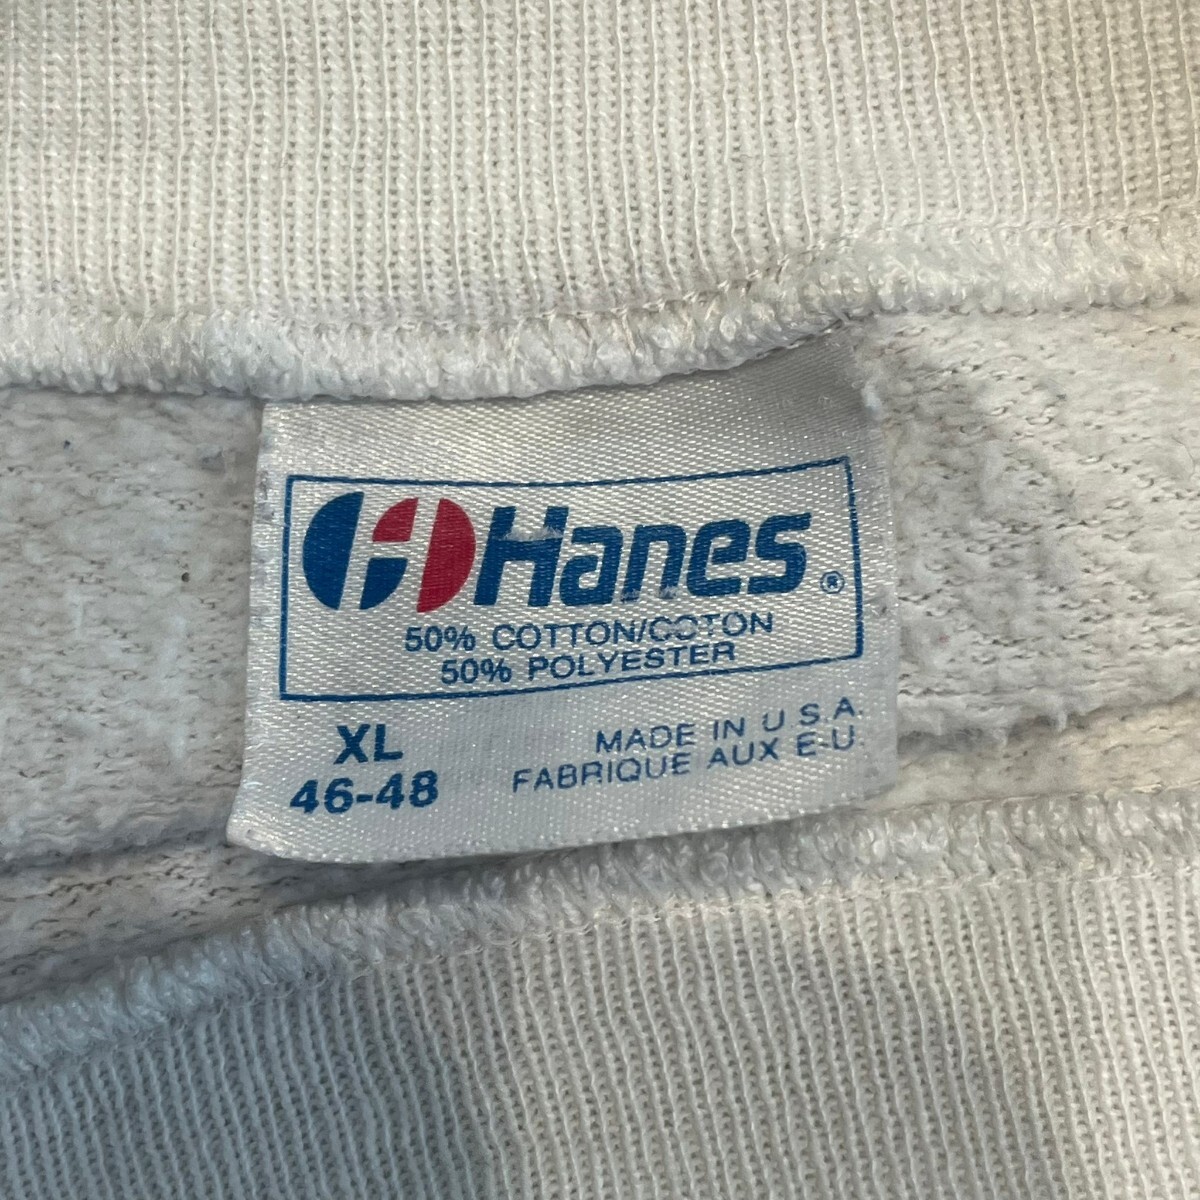 Hanes®
50% COTTON/COTON
50% POLYESTER
XL
46-48
MADE IN U.S.A.
FABRIQUE AUX E-U.